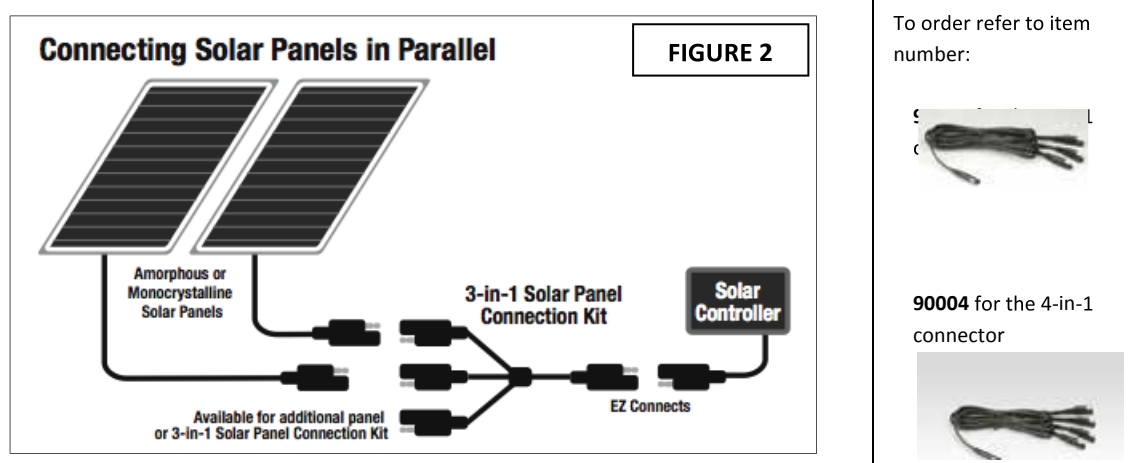 Connecting Solar Panels in Parallel
FIGURE 2
Amorphous or
Monocrystalline
Solar Panels
3-in-1 Solar Panel
Connection Kit
Solar
Controller
EZ Connects
Available for additional panel
or 3-in-1 Solar Panel Connection Kit
To order refer to item
number:
90004 for the 4-in-1
connector